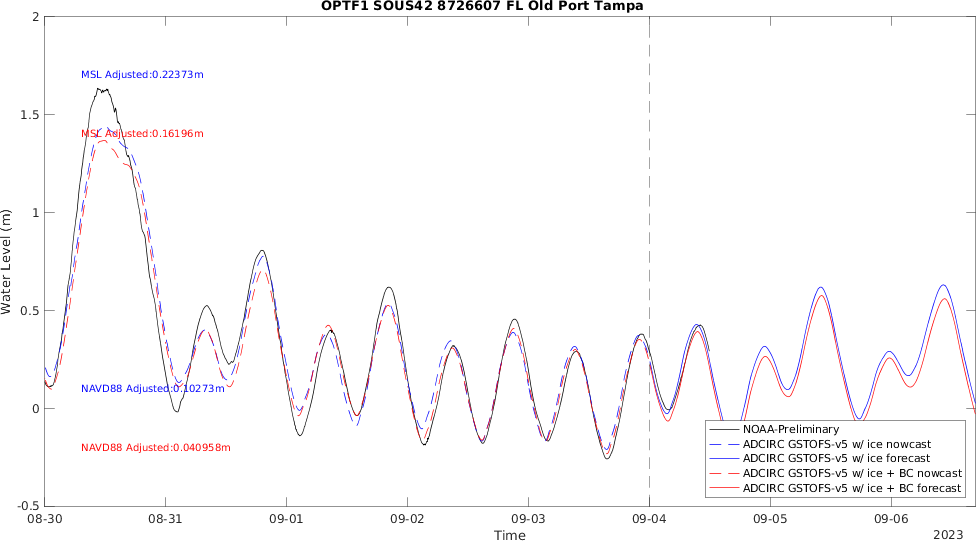 OPTF1 SOUS42 8726607 FL Old Port Tampa
2
MSL Adjusted:0.22373m
MSL Adjusted:0.16196m
1.5
1
Water Level (m)
0.5
NAVD88 Adjusted:0.10273m
0
NAVD88 Adjusted:0.040958m
NOAA-Preliminary
ADCIRC GSTOFS-v5 w/ ice nowcast
ADCIRC GSTOFS-v5 w/ ice forecast
ADCIRC GSTOFS-v5 w/ ice + BC nowcast
ADCIRC GSTOFS-v5 w/ ice + BC forecast
-0.5
08-30 08-31 09-01 09-02 09-03 09-04 09-05 09-06
Time
2023